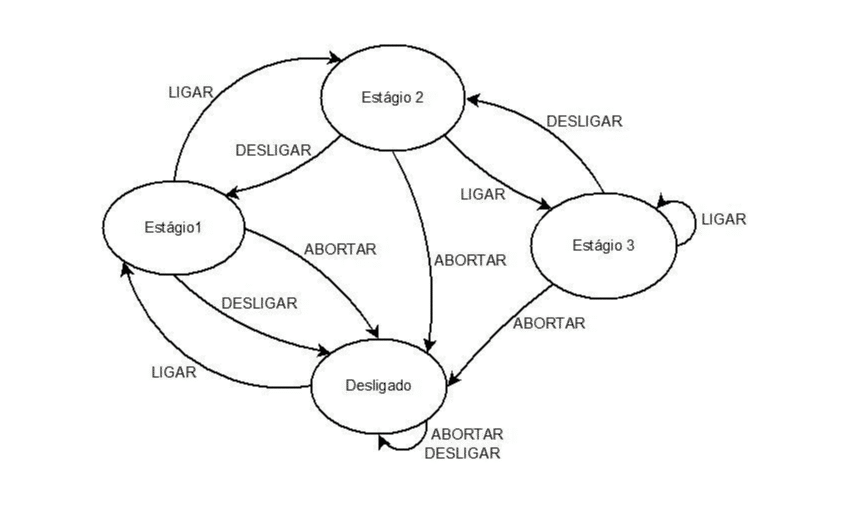 LIGAR
Estágio 2
DESLIGAR
DESLIGAR
LIGAR
Estágio1
LIGAR
Estágio 3
ABORTAR
ABORTAR
DESLIGAR
ABORTAR
LIGAR
Desligado
ABORTAR
DESLIGAR